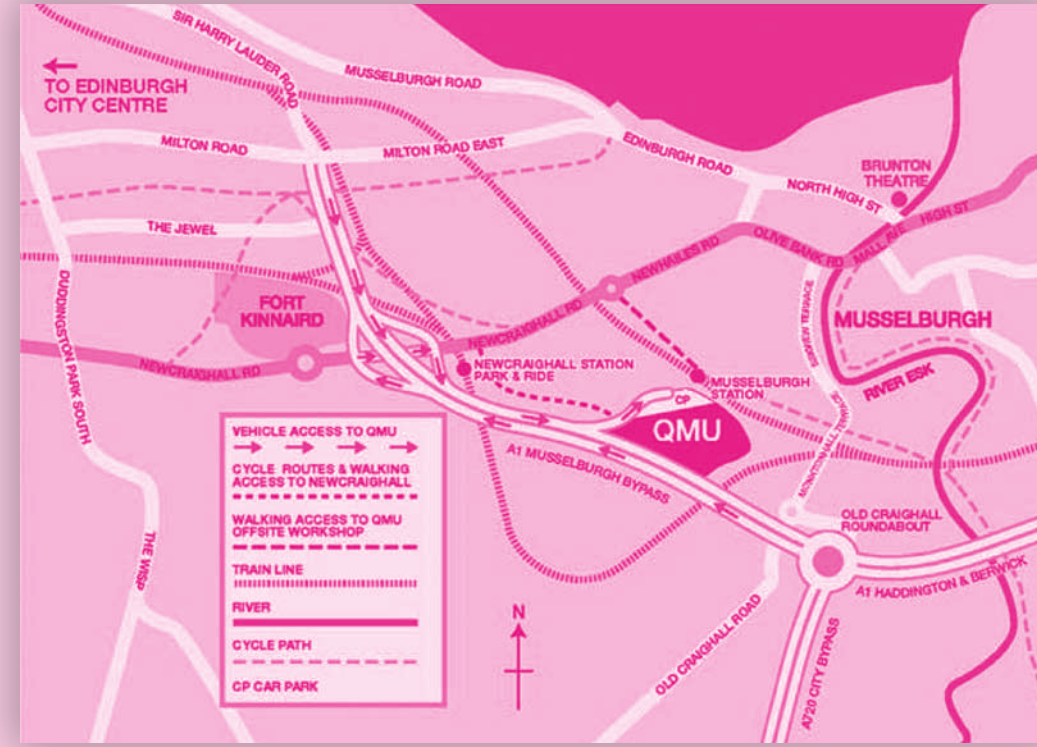 SIR HARRY LAUDER ROAD
MUSSELBURGH ROAD
TO EDINBURGH
CITY CENTRE
MILTON ROAD
MILTON ROAD EAST
EDINBURGH ROAD
BRUNTON
THEATRE
NORTH HIGH ST
HIGH ST
MALL AVE
THE JEWEL
NEWHAILES RD
OLIVE BANK RD
DUDDINGSTON PARK SOUTH
FORT
KINNAIRD
ESKVIEW TERRACE
MUSSELBURGH
NEWCRAIGHALL RD
NEWCRAIGHALL RD
NEWCRAIGHALL STATION
PARK & RIDE
MUSSELBURGH
STATION
RIVER ESK
CP
QMU
MONKTONHALL TERRACE
A1 MUSSELBURGH BYPASS
VEHICLE ACCESS TO QMU
CYCLE ROUTES & WALKING
ACCESS TO NEWCRAIGHALL
WALKING ACCESS TO QMU
OFFSITE WORKSHOP
TRAIN LINE
RIVER
CYCLE PATH
CP CAR PARK
THE WISP
OLD CRAIGHALL
ROUNDABOUT
A1 HADDINGTON & BERWICK
N
OLD CRAIGHALL ROAD
A720 CITY BYPASS